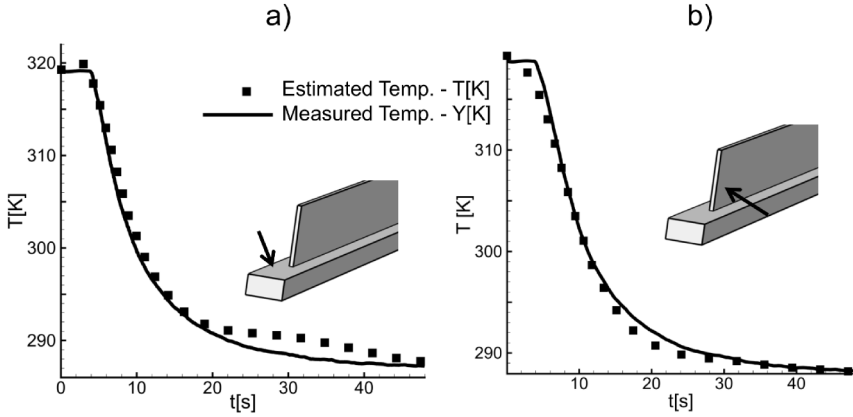 a)
b)
320
310
300
290
T[K]
0
10
20
30
40
t[s]
Estimated Temp. - T[K]
Measured Temp. - Y[K]
310
300
290
T [K]
10
20
30
40
t[s]